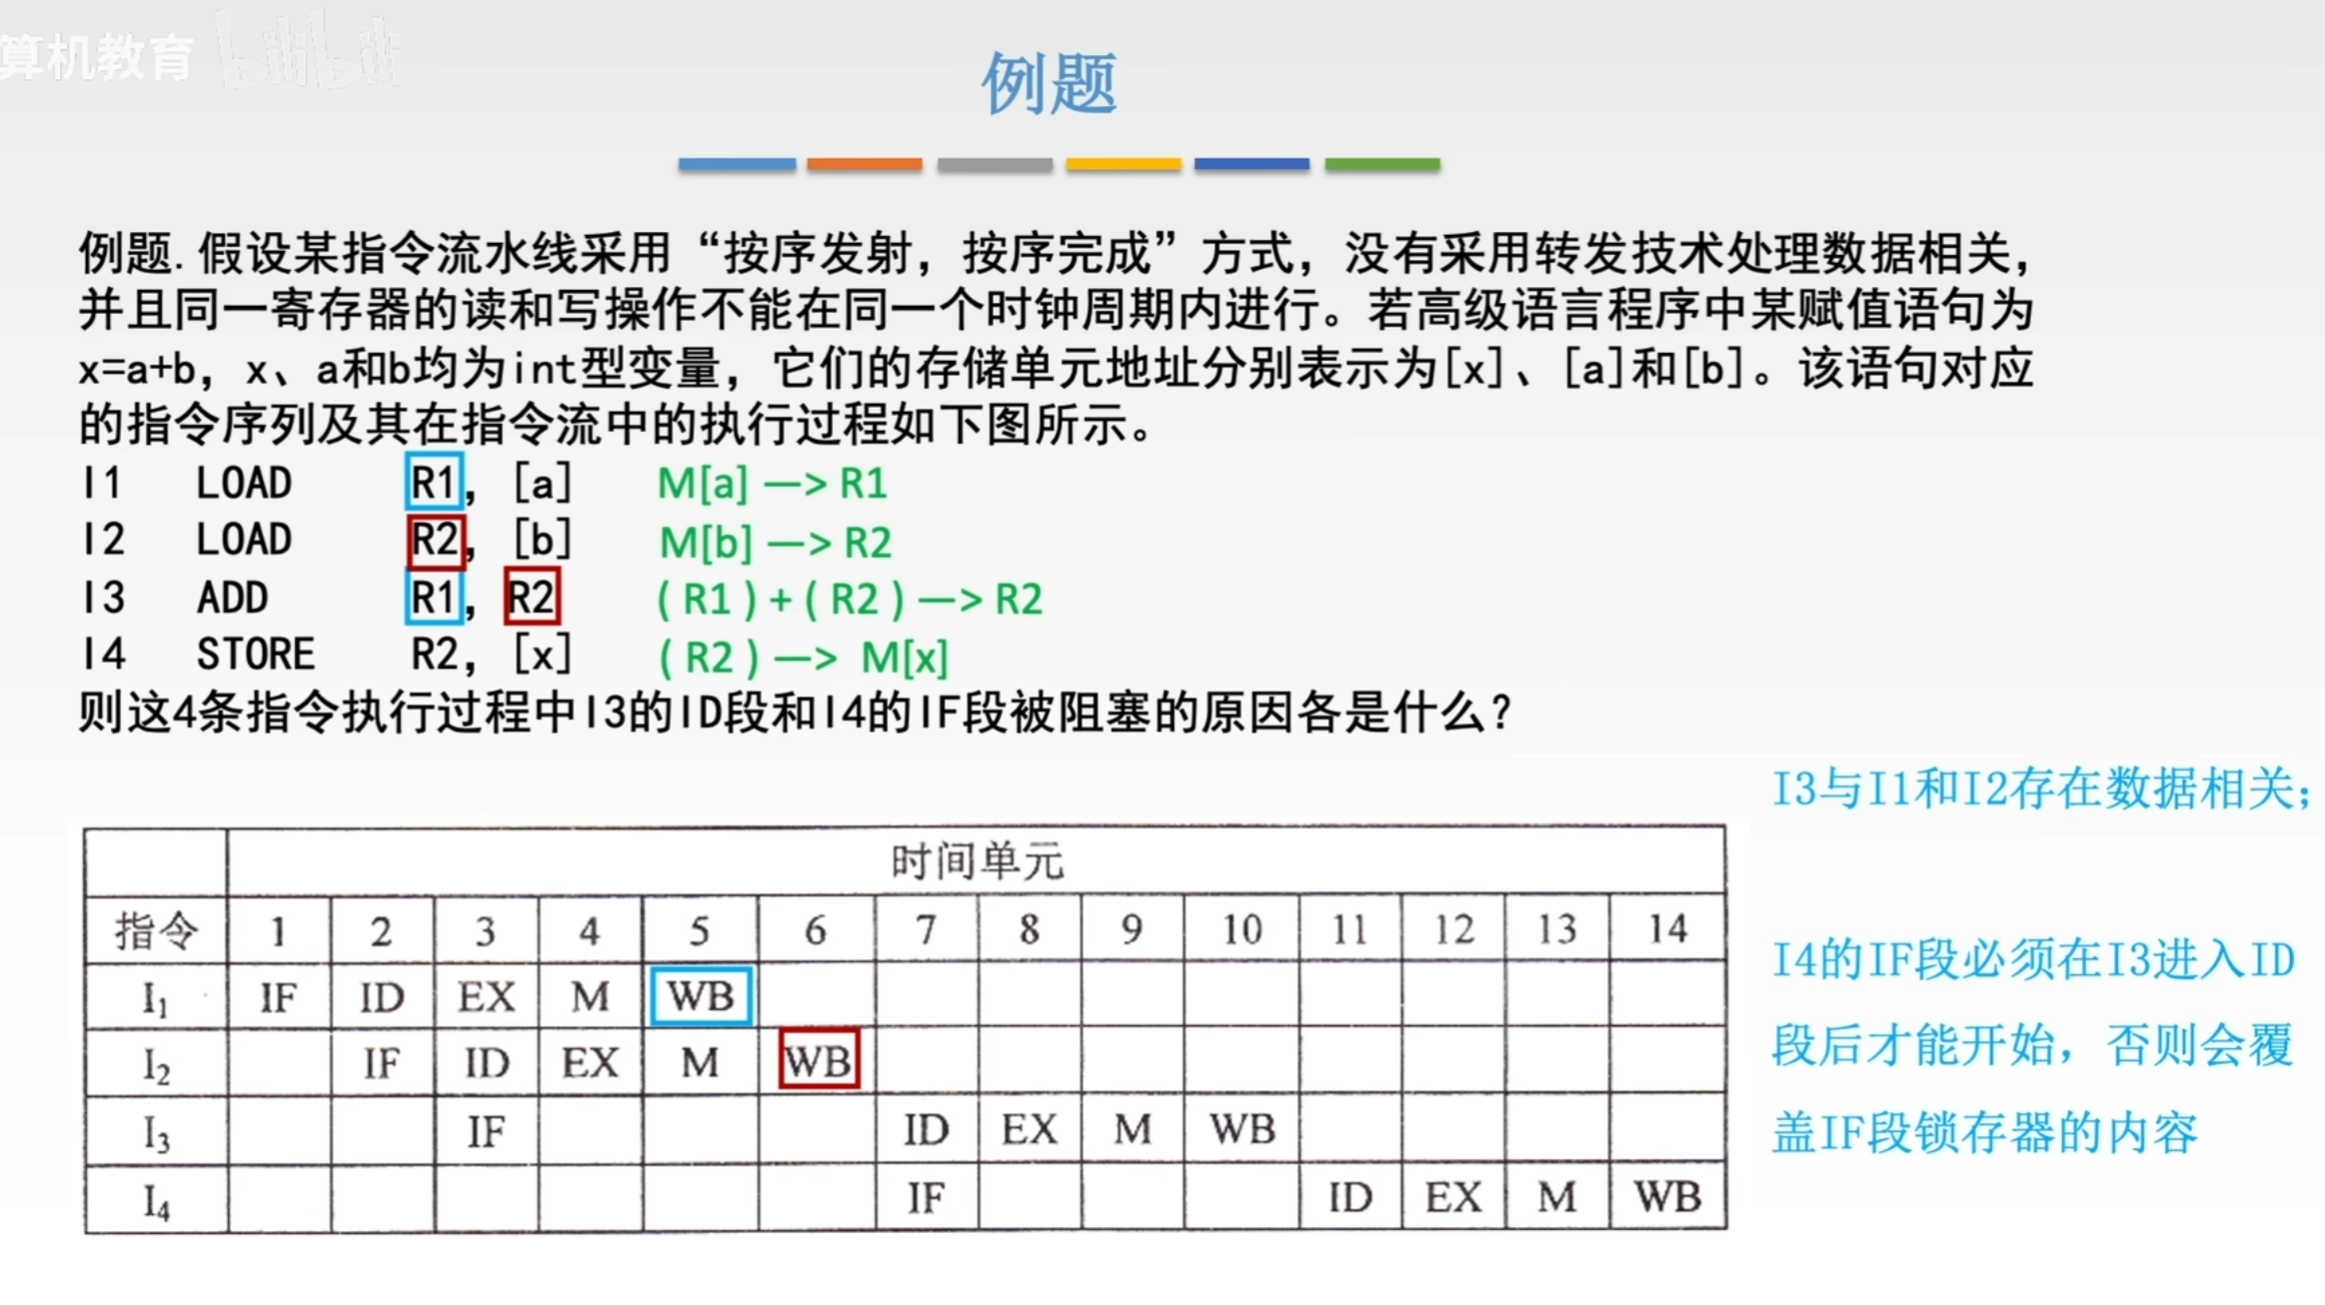 算机教育 bilibili
例题
例题. 假设某指令流水线采用“按序发射，按序完成”方式，没有采用转发技术处理数据相关，
并且同一寄存器的读和写操作不能在同一个时钟周期内进行。若高级语言程序中某赋值语句为
x=a+b，x、a和b均为int型变量，它们的存储单元地址分别表示为[x]、[a]和[b]。该语句对应
的指令序列及其在指令流中的执行过程如下图所示。
I1 LOAD R1, [a] M[a] —> R1
I2 LOAD R2, [b] M[b] —> R2
I3 ADD R1, R2 ( R1 ) + ( R2 ) —> R2
I4 STORE R2, [x] ( R2 ) —> M[x]
则这4条指令执行过程中I3的ID段和I4的IF段被阻塞的原因各是什么?
I3与I1和I2存在数据相关；
I4的IF段必须在I3进入ID
段后才能开始，否则会覆
盖IF段锁存器的内容
时间单元
指令 1 2 3 4 5 6 7 8 9 10 11 12 13 14
I1 IF ID EX M WB
I2 IF ID EX M WB
I3 IF ID EX M WB
I4 IF ID EX M WB